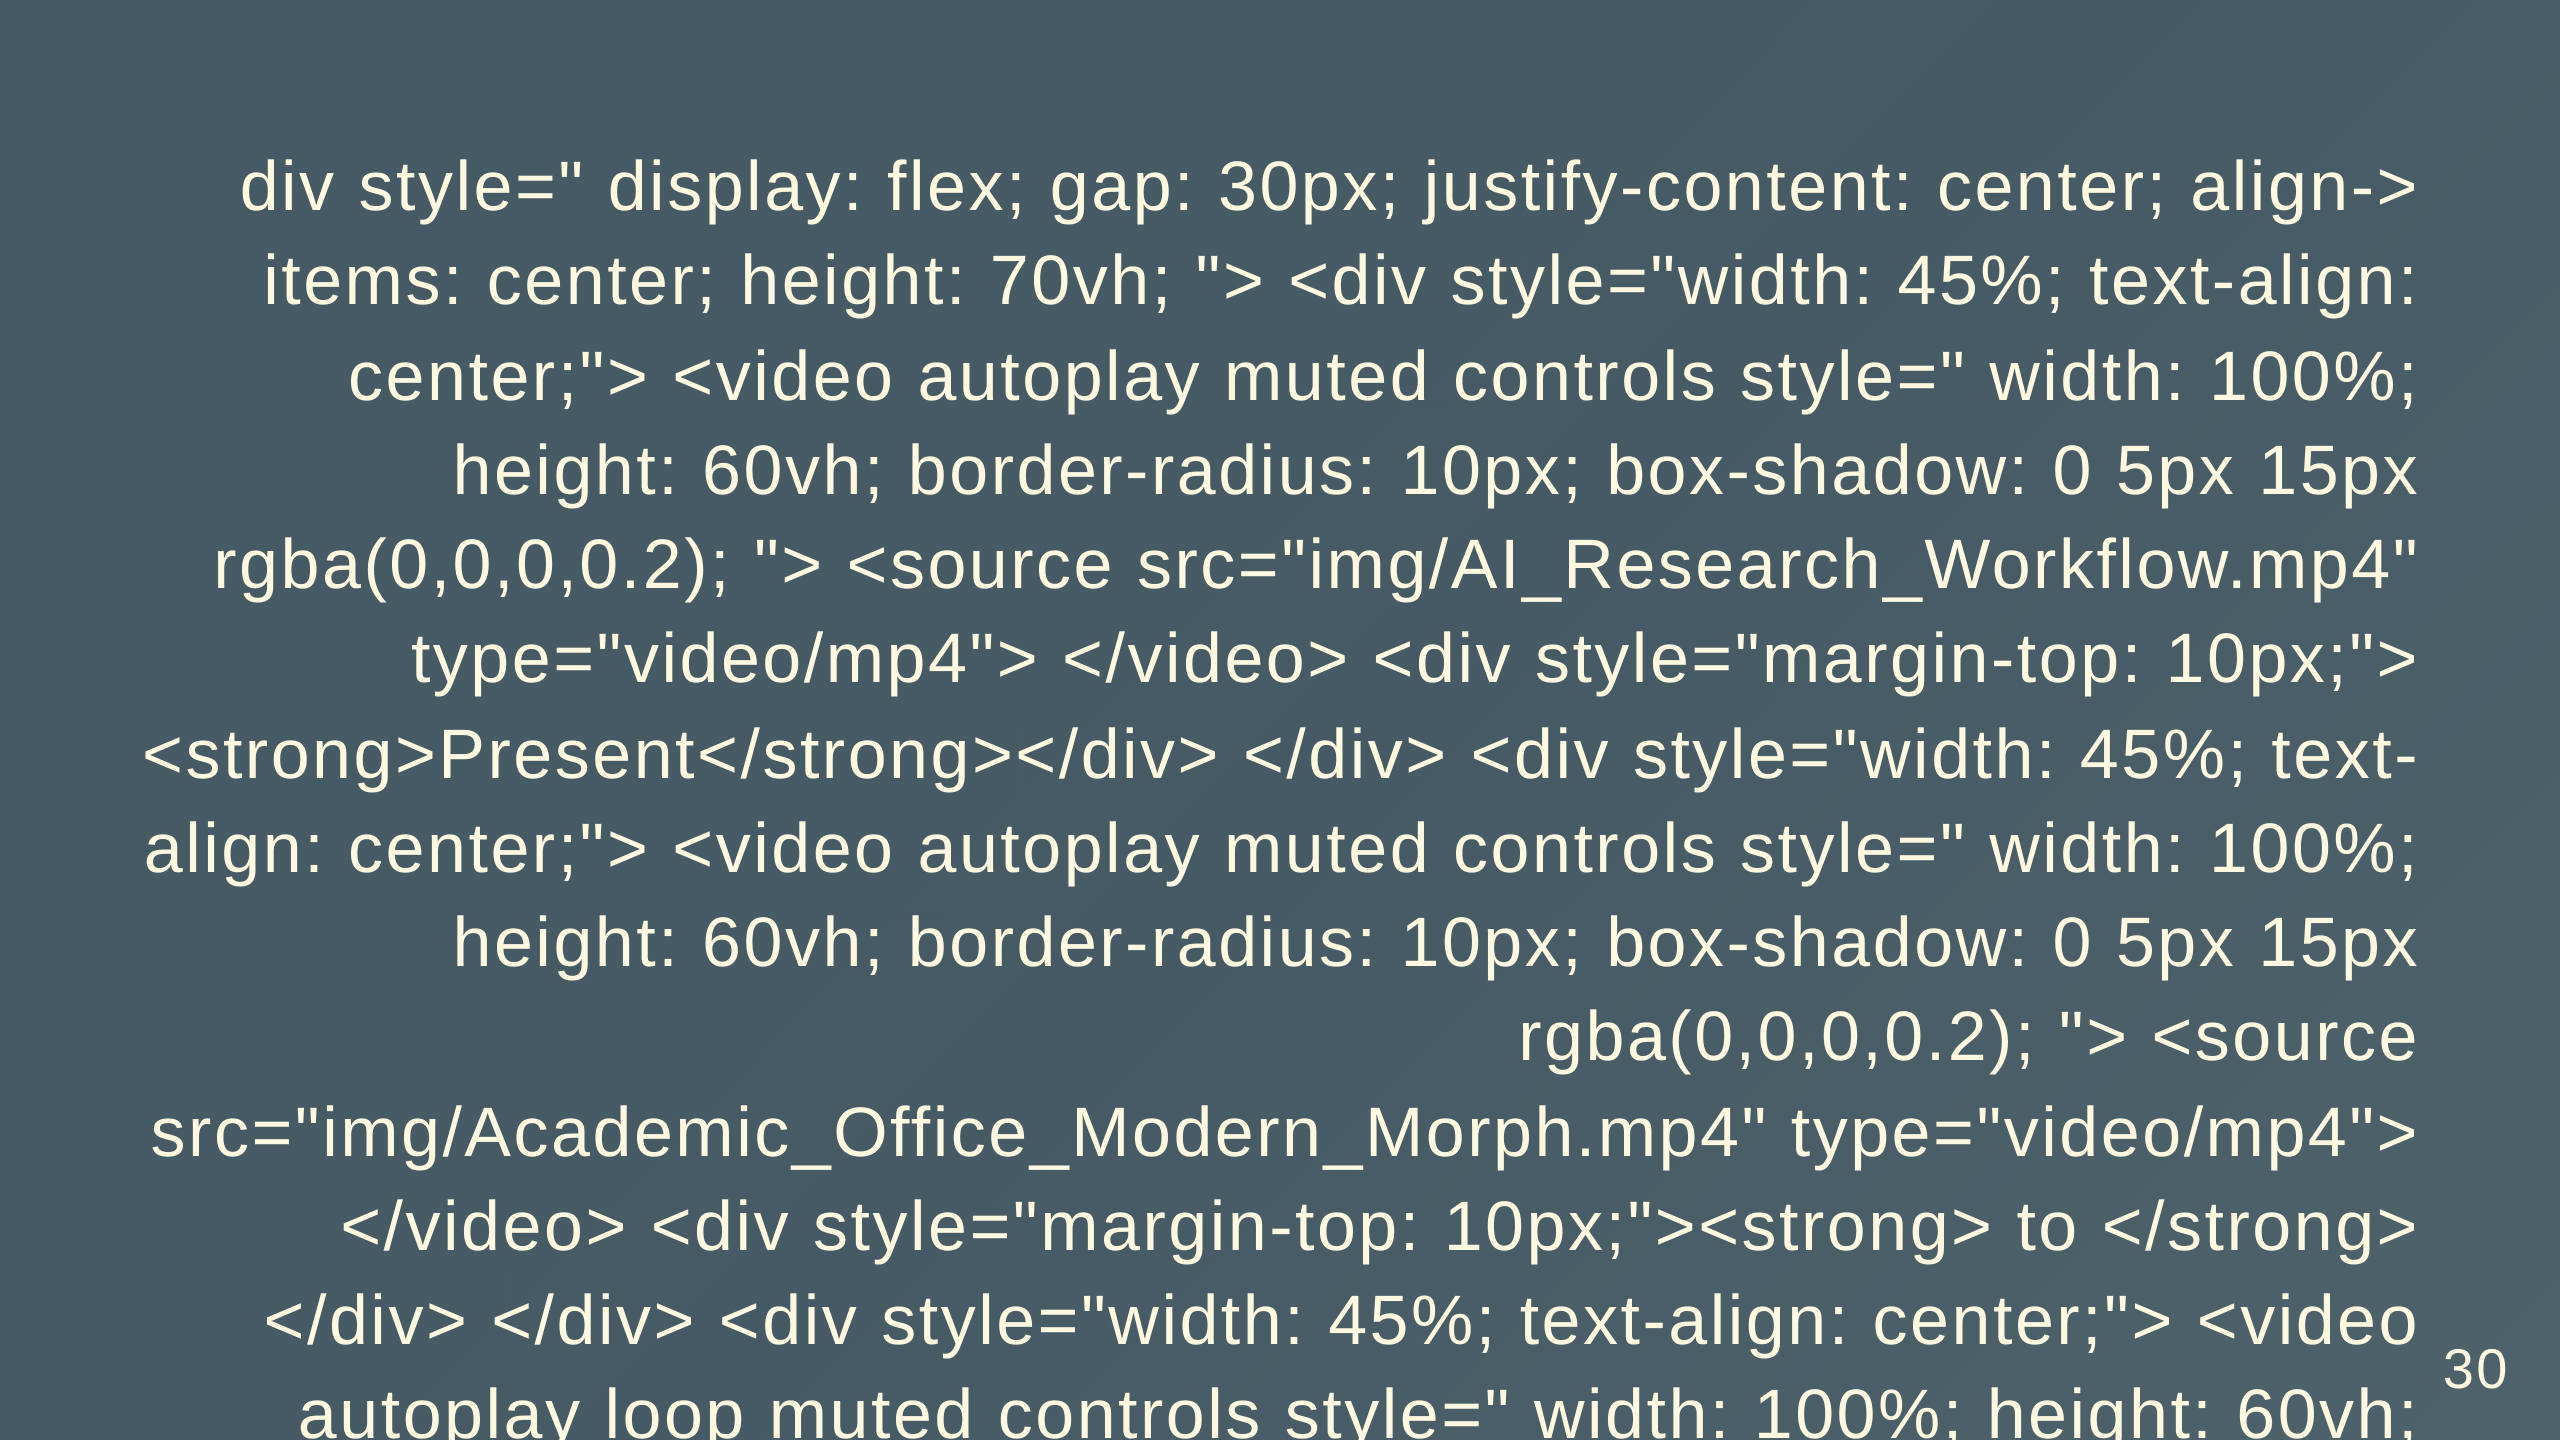 div style=" display: flex; gap: 30px; justify-content: center; align->
items: center; height: 70vh; "> <div style="width: 45%; text-align:
center;"> <video autoplay muted controls style=" width: 100%;
height: 60vh; border-radius: 10px; box-shadow: 0 5px 15px
rgba(0,0,0,0.2); "> <source src="img/AI_Research_Workflow.mp4"
type="video/mp4"> </video> <div style="margin-top: 10px;">
<strong>Present</strong></div> </div> <div style="width: 45%; text-
align: center;"> <video autoplay muted controls style=" width: 100%;
height: 60vh; border-radius: 10px; box-shadow: 0 5px 15px
rgba(0,0,0,0.2); "> <source
src="img/Academic_Office_Modern_Morph.mp4" type="video/mp4">
</video> <div style="margin-top: 10px;"><strong> to </strong>
</div> </div> <div style="width: 45%; text-align: center;"> <video
autoplay loop muted controls style=" width: 100%; height: 60vh;
30